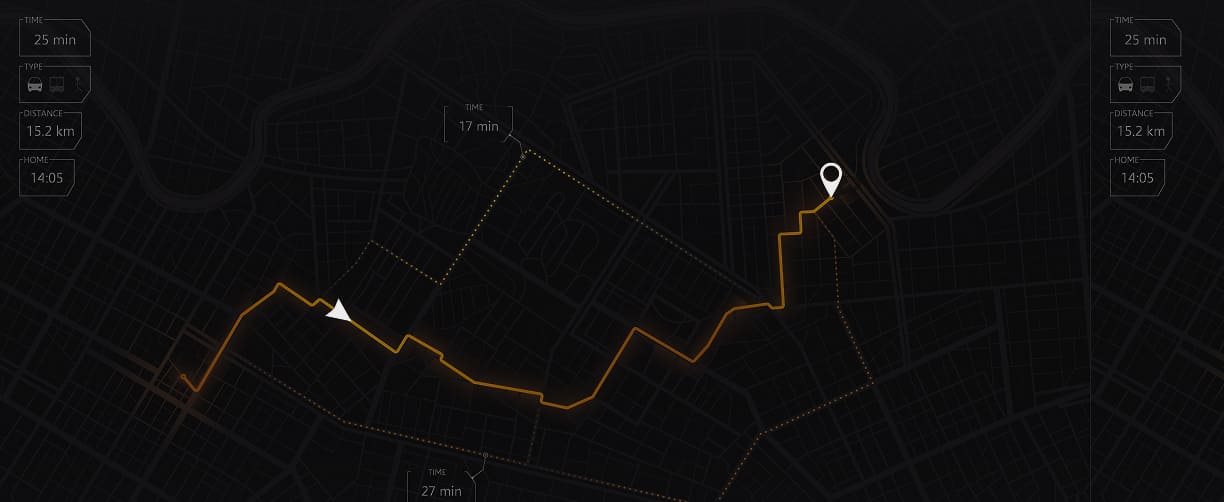 TIME
25 min
TYPE
DISTANCE
15.2 km
HOME
14:05
TIME
17 min
TIME
27 min
TIME
25 min
TYPE
DISTANCE
15.2 km
HOME
14:05